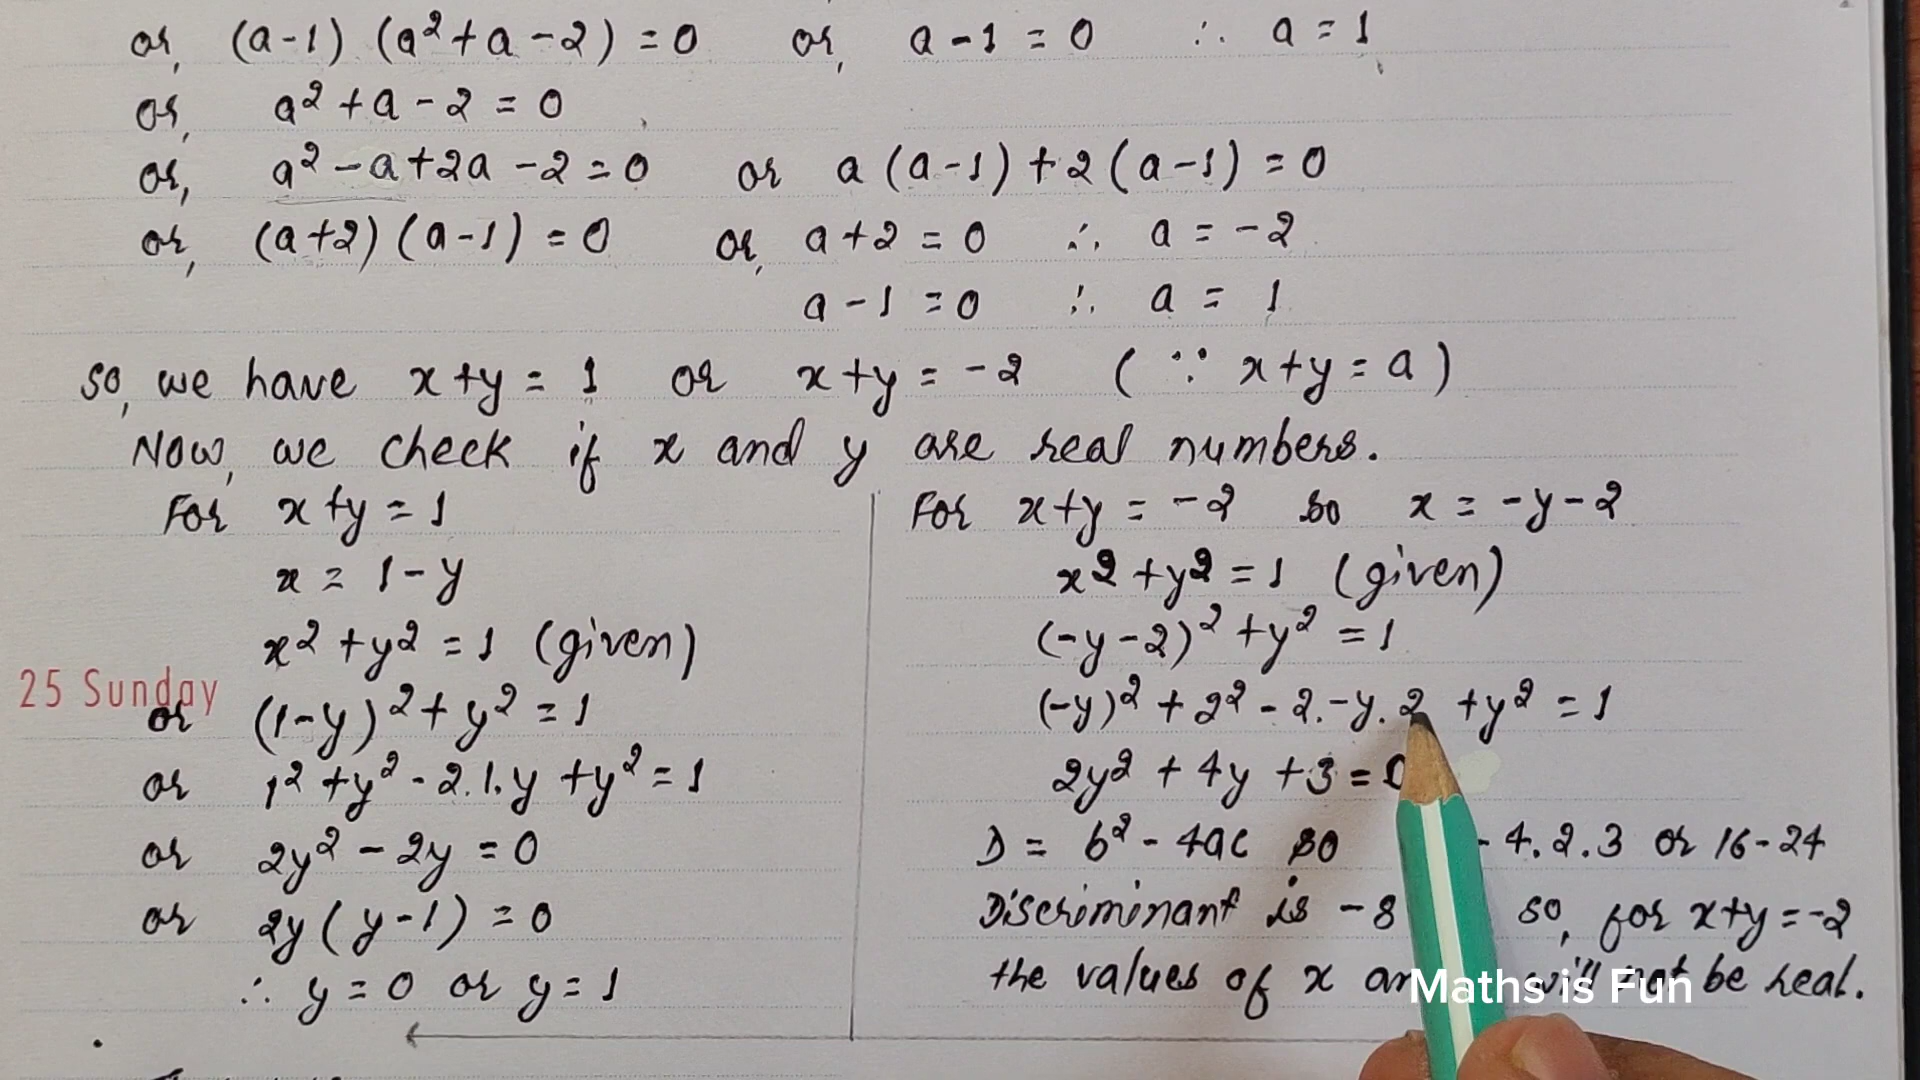 or, (a-1) (a²+a-2) = 0 or, a-1 = 0 ∴ a = 1
or, a²+a-2 = 0
or, a²-a+2a-2 = 0 or a(a-1)+2(a-1) = 0
or, (a+2)(a-1) = 0 or, a+2 = 0 ∴ a = -2
a-1 = 0 ∴ a = 1
so, we have x+y = 1 or x+y = -2 (∵ x+y = a)
Now, we check if x and y are real numbers.
For x+y = 1
x = 1-y
x²+y² = 1 (given)
25 Sunday
or (1-y)²+y² = 1
or 1²+y²-2.1.y+y² = 1
or 2y²-2y = 0
or 2y(y-1) = 0
∴ y = 0 or y = 1
For x+y = -2 so x = -y-2
x²+y² = 1 (given)
(-y-2)²+y² = 1
(-y)²+2²-2.-y.2 +y² = 1
2y²+4y+3 = 0
D = b²-4ac so - 4.2.3 or 16-24
Discriminant is -8 so, for x+y = -2
the values of x will not be real.
Maths is Fun